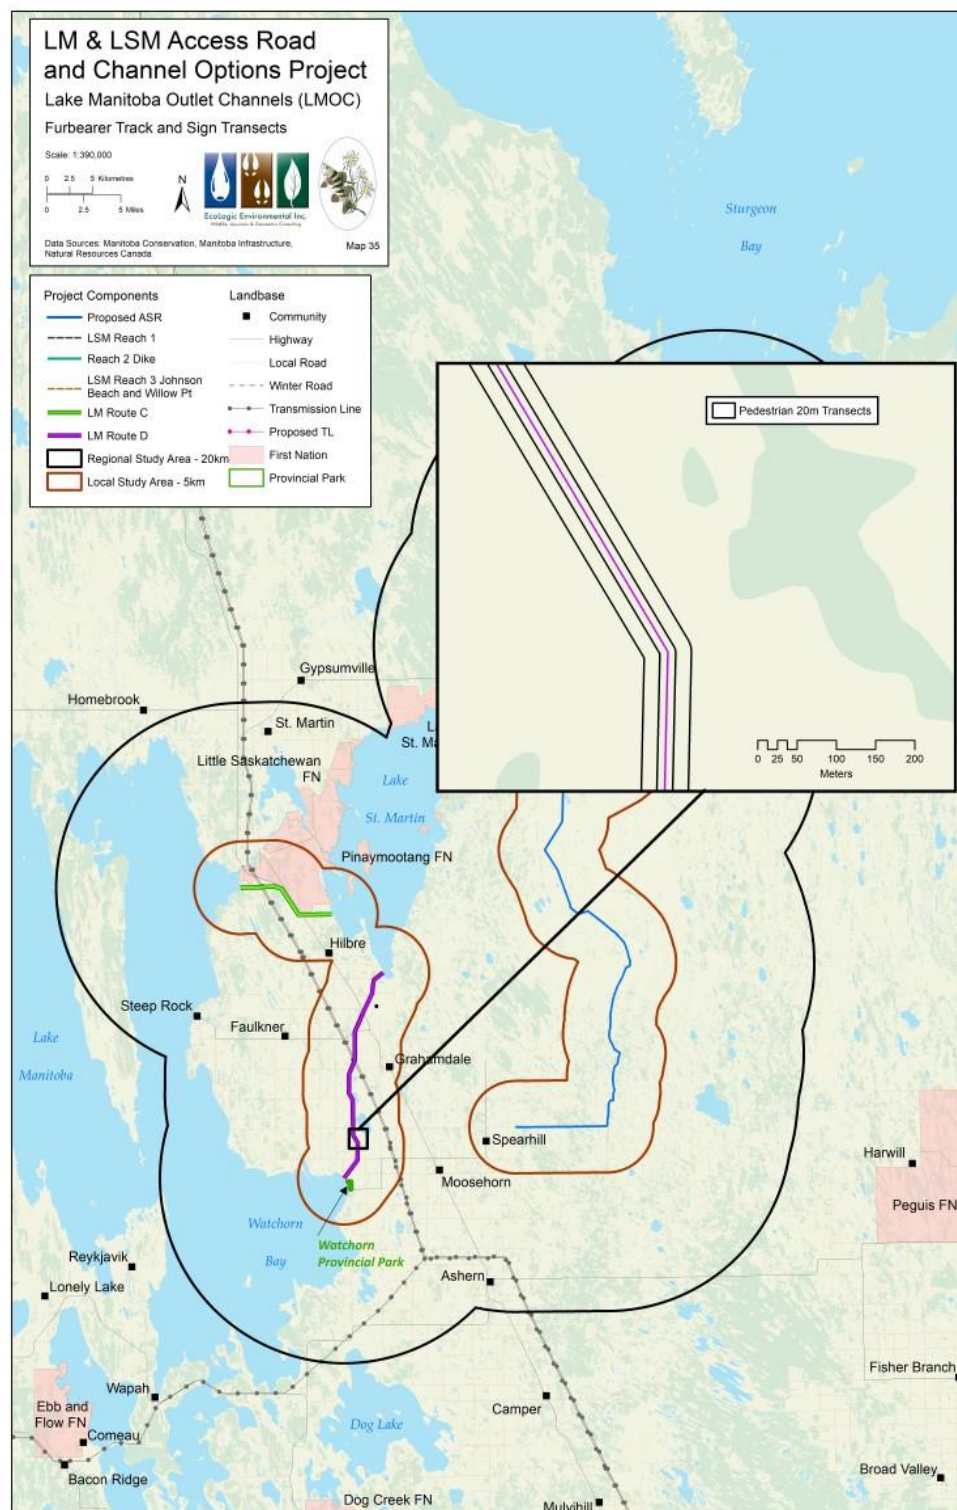 LM & LSM Access Road
and Channel Options Project
Lake Manitoba Outlet Channels (LMOC)
Furbearer Track and Sign Transects
Scale: 1:390,000
0 2.5 5 Kilometres
0 2.5 5 Miles
N
EcoLogic Environmental Inc.
Data Sources: Manitoba Conservation, Manitoba Infrastructure,
Natural Resources Canada
Map 35
Project Components
Proposed ASR
LSM Reach 1
Reach 2 Dike
LSM Reach 3 Johnson
Beach and Willow Pt
LM Route C
LM Route D
Regional Study Area - 20km
Local Study Area - 5km
Landbase
Community
Highway
Local Road
Winter Road
Transmission Line
Proposed TL
First Nation
Provincial Park
Sturgeon
Bay
Pedestrian 20m Transects
0 25 50 100 150 200
Meters
Gypsumville
Homebrook
St. Martin
L
St. Ma
Little Saskatchewan
FN
Lake
St. Martin
Pinaymootang FN
Hilbre
Steep Rock
Faulkner
Lake
Manitoba
Grahamdale
Spearhill
Moosehorn
Harwill
Peguis FN
Watchorn
Bay
Watchorn
Provincial Park
Reykjavik
Lonely Lake
Ashern
Fisher Branch
Wapah
Ebb and
Flow FN
Comeau
Camper
Dog Lake
Bacon Ridge
Broad Valley
Dog Creek FN
Mulvihill